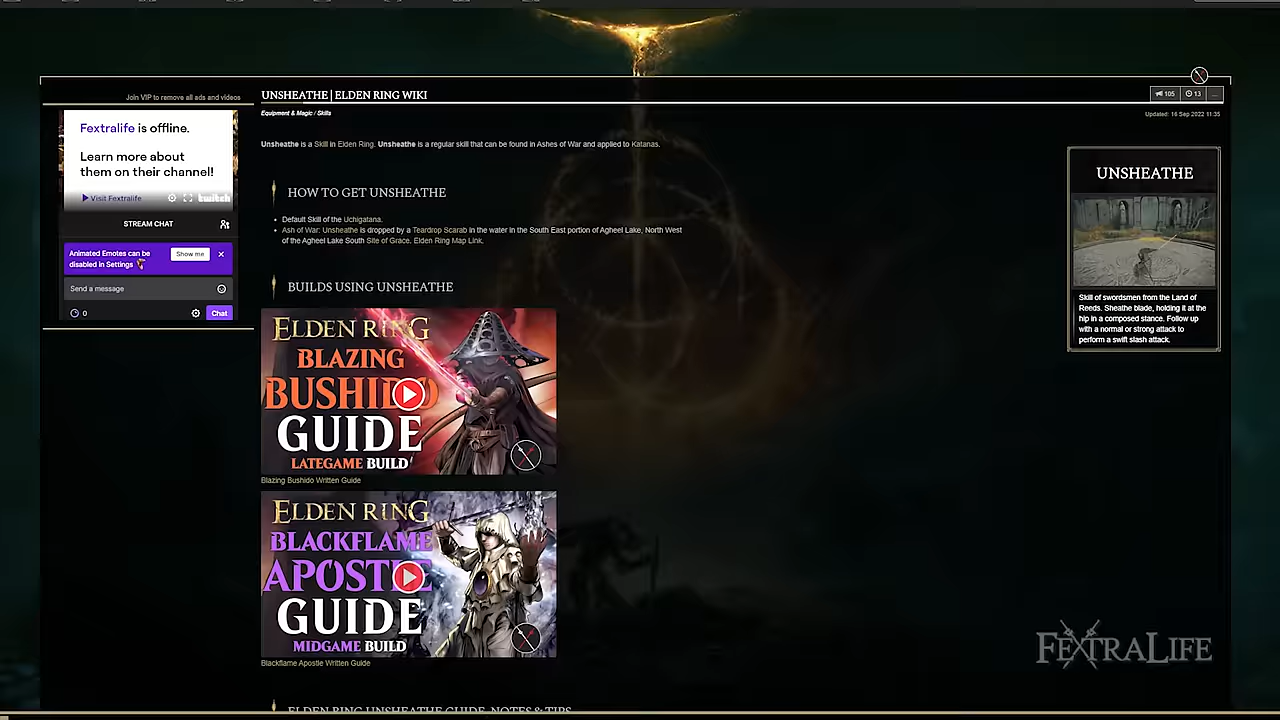 Join VIP to remove all ads and videos
Fextralife is offline.
Learn more about
them on their channel!
Visit Fextralife
twitch
STREAM CHAT
Animated Emotes can be
disabled in Settings
Show me
Send a message
0
Chat
UNSHEATHE | ELDEN RING WIKI
105
13
...
Equipment & Magic / Skills
Updated: 16 Sep 2022 11:35
Unsheathe is a Skill in Elden Ring. Unsheathe is a regular skill that can be found in Ashes of War and applied to Katanas.
HOW TO GET UNSHEATHE
Default Skill of the Uchigatana.
Ash of War: Unsheathe is dropped by a Teardrop Scarab in the water in the South East portion of Agheel Lake, North West
of the Agheel Lake South Site of Grace. Elden Ring Map Link.
BUILDS USING UNSHEATHE
ELDEN RING
BLAZING
BUSHIDO
GUIDE
LATEGAME BUILD
Blazing Bushido Written Guide
ELDEN RING
BLACKFLAME
APOSTLE
GUIDE
MIDGAME BUILD
Blackflame Apostle Written Guide
ELDEN RING UNSHEATHE GUIDE, NOTES & TIPS
UNSHEATHE
Skill of swordsmen from the Land of
Reeds. Sheathe blade, holding it at the
hip in a composed stance. Follow up
with a normal or strong attack to
perform a swift slash attack.
FEXTRALIFE